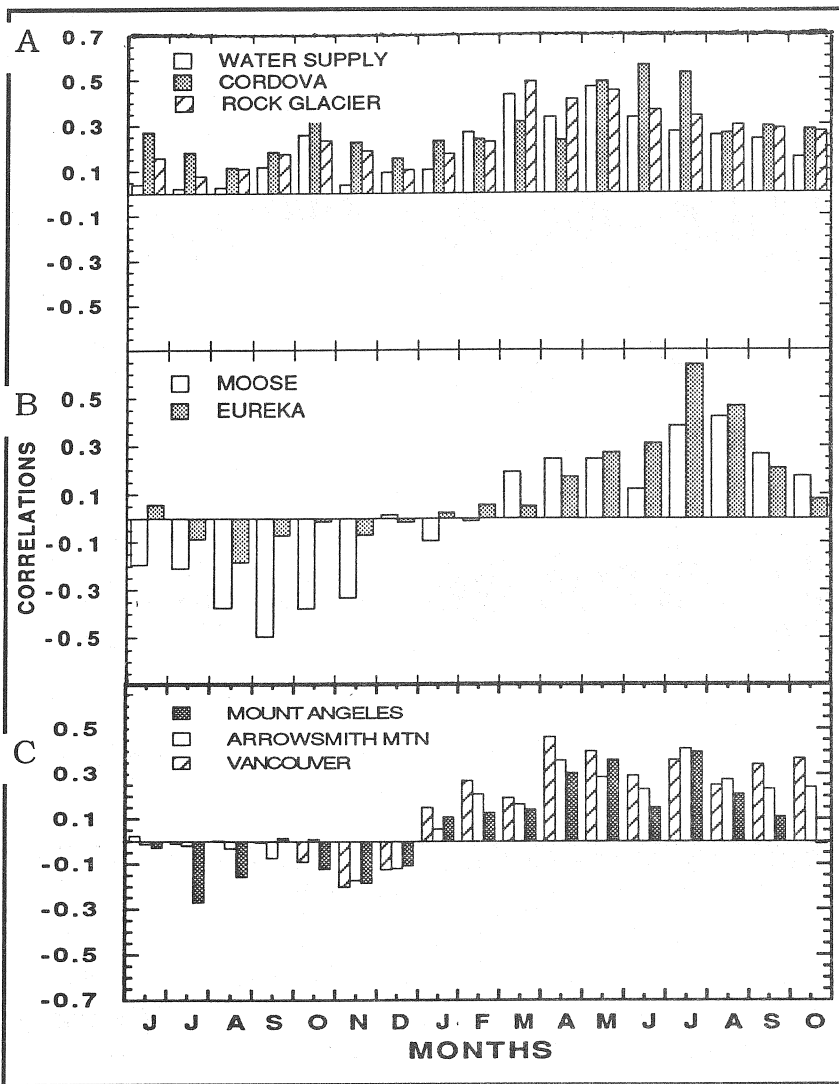 A
0.7
0.5
0.3
0.1
-0.1
-0.3
-0.5
WATER SUPPLY
CORDOVA
ROCK GLACIER
B
0.5
0.3
0.1
-0.1
-0.3
-0.5
MOOSE
EUREKA
CORRELATIONS
C
0.5
0.3
0.1
-0.1
-0.3
-0.5
-0.7
MOUNT ANGELES
ARROWSMITH MTN
VANCOUVER
J J A S O N D J F M A M J J A S O
MONTHS